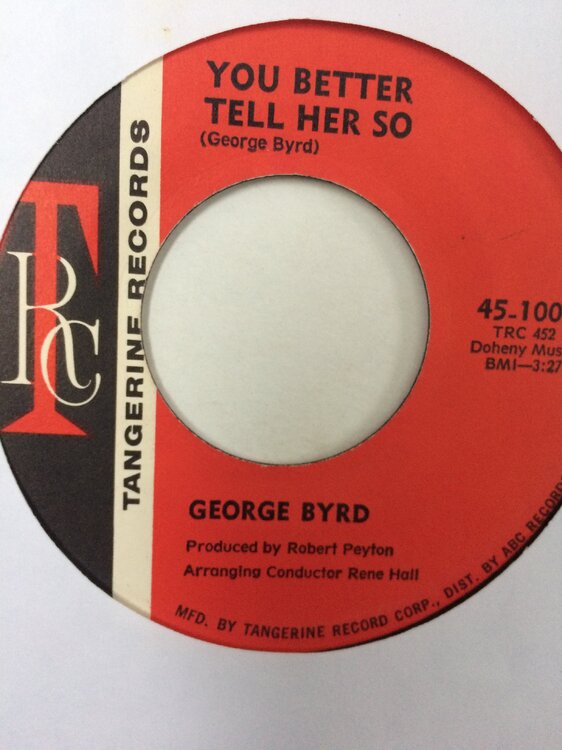 YOU BETTER
TELL HER SO
(George Byrd)
TANGERINE RECORDS
TRC
45-100
TRC 452
Doheny Mus
BMI—3:27
GEORGE BYRD
Produced by Robert Peyton
Arranging Conductor Rene Hall
MFD. BY TANGERINE RECORD CORP., DIST. BY ABC RECORD